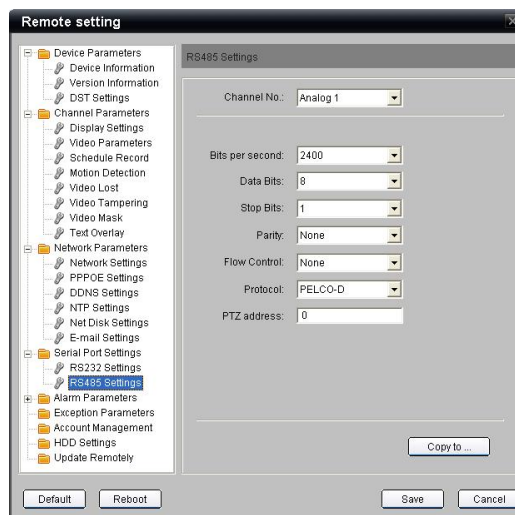 Remote setting
Device Parameters
Device Information
Version Information
DST Settings
Channel Parameters
Display Settings
Video Parameters
Schedule Record
Motion Detection
Video Lost
Video Tampering
Video Mask
Text Overlay
Network Parameters
Network Settings
PPPOE Settings
DDNS Settings
NTP Settings
Net Disk Settings
E-mail Settings
Serial Port Settings
RS232 Settings
RS485 Settings
Alarm Parameters
Exception Parameters
Account Management
HDD Settings
Update Remotely
RS485 Settings
Channel No.: Analog 1
Bits per second: 2400
Data Bits: 8
Stop Bits: 1
Parity: None
Flow Control: None
Protocol: PELCO-D
PTZ address: 0
Copy to ...
Default Reboot Save Cancel